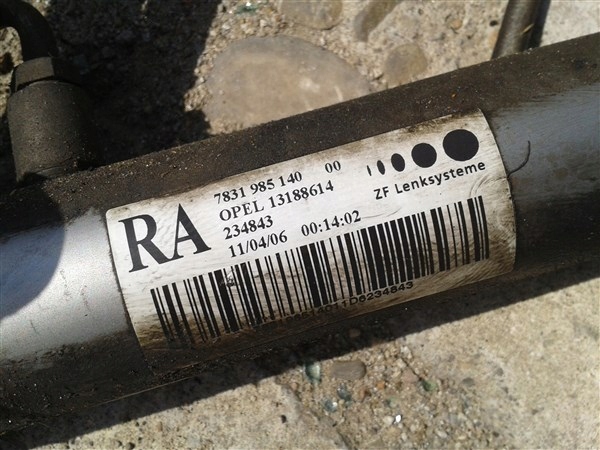 RA
7831 985 140 00
OPEL 13188614
234843
11/04/06 00:14:02
ZF Lenksysteme